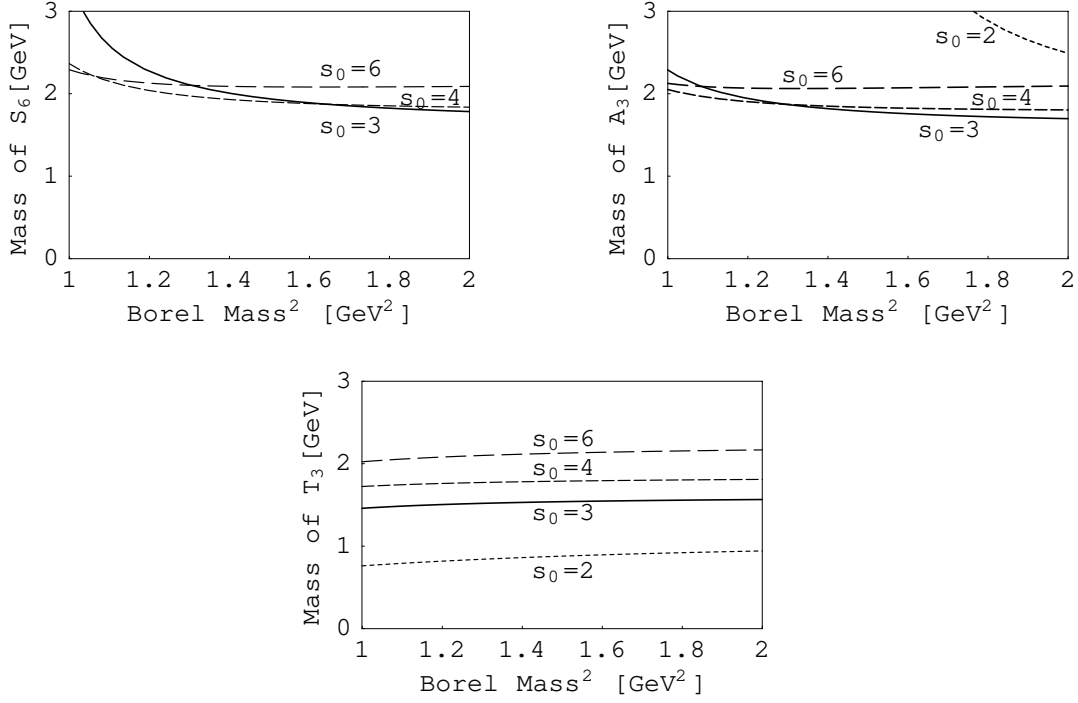 Mass of S₆[GeV]
3
2
1
0
s₀=6
s₀=4
s₀=3
1 1.2 1.4 1.6 1.8 2
Borel Mass² [GeV²]
Mass of A₃[GeV]
3
2
1
0
s₀=2
s₀=6
s₀=4
s₀=3
1 1.2 1.4 1.6 1.8 2
Borel Mass² [GeV²]
Mass of T₃[GeV]
3
2
1
0
s₀=6
s₀=4
s₀=3
s₀=2
1 1.2 1.4 1.6 1.8 2
Borel Mass² [GeV²]